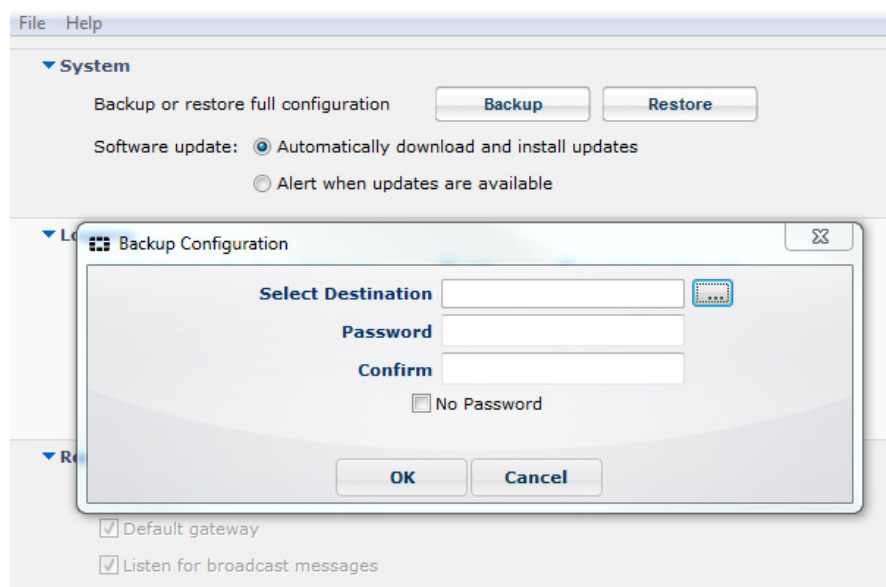 File Help
System
Backup or restore full configuration Backup Restore
Software update: Automatically download and install updates
Alert when updates are available
Backup Configuration
Select Destination ...
Password
Confirm
No Password
OK Cancel
Default gateway
Listen for broadcast messages